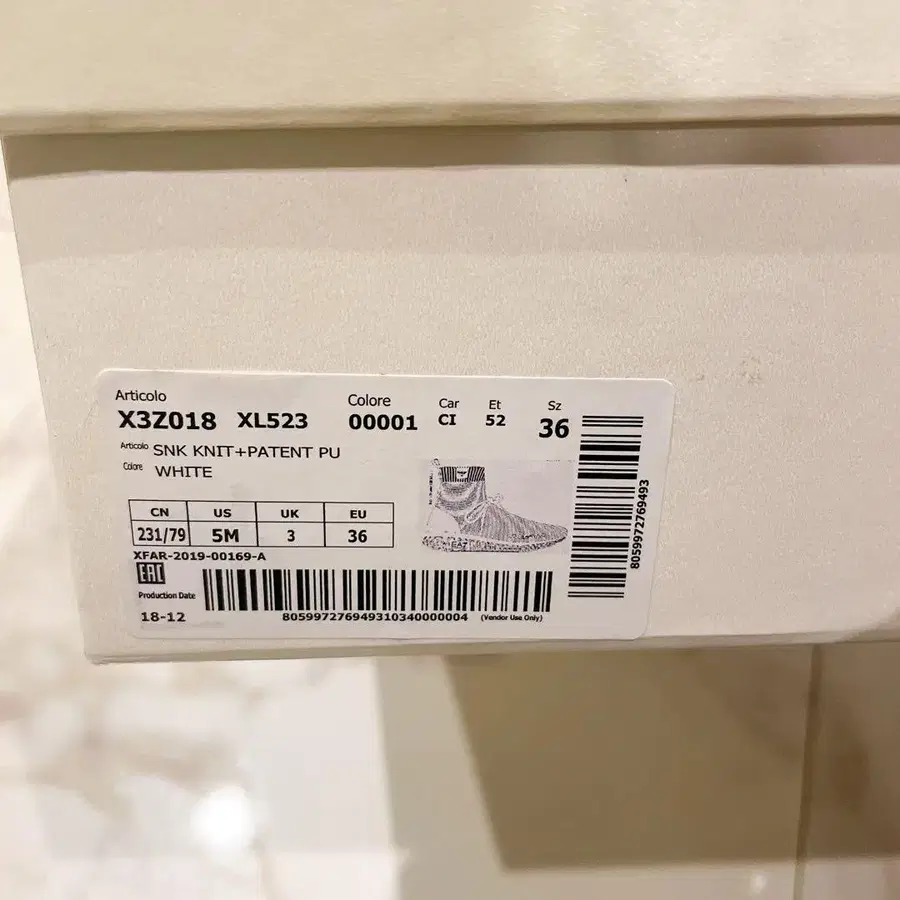 Articolo
X3Z018 XL523
Colore
00001
Car
CI
Et
52
Sz
36
Articolo SNK KNIT+PATENT PU
Colore WHITE
CN US UK EU
231/79 5M 3 36
XFAR-2019-00169-A
EAC
Production Date
18-12
805997276949310340000004 (Vendor Use Only)
8059972769493